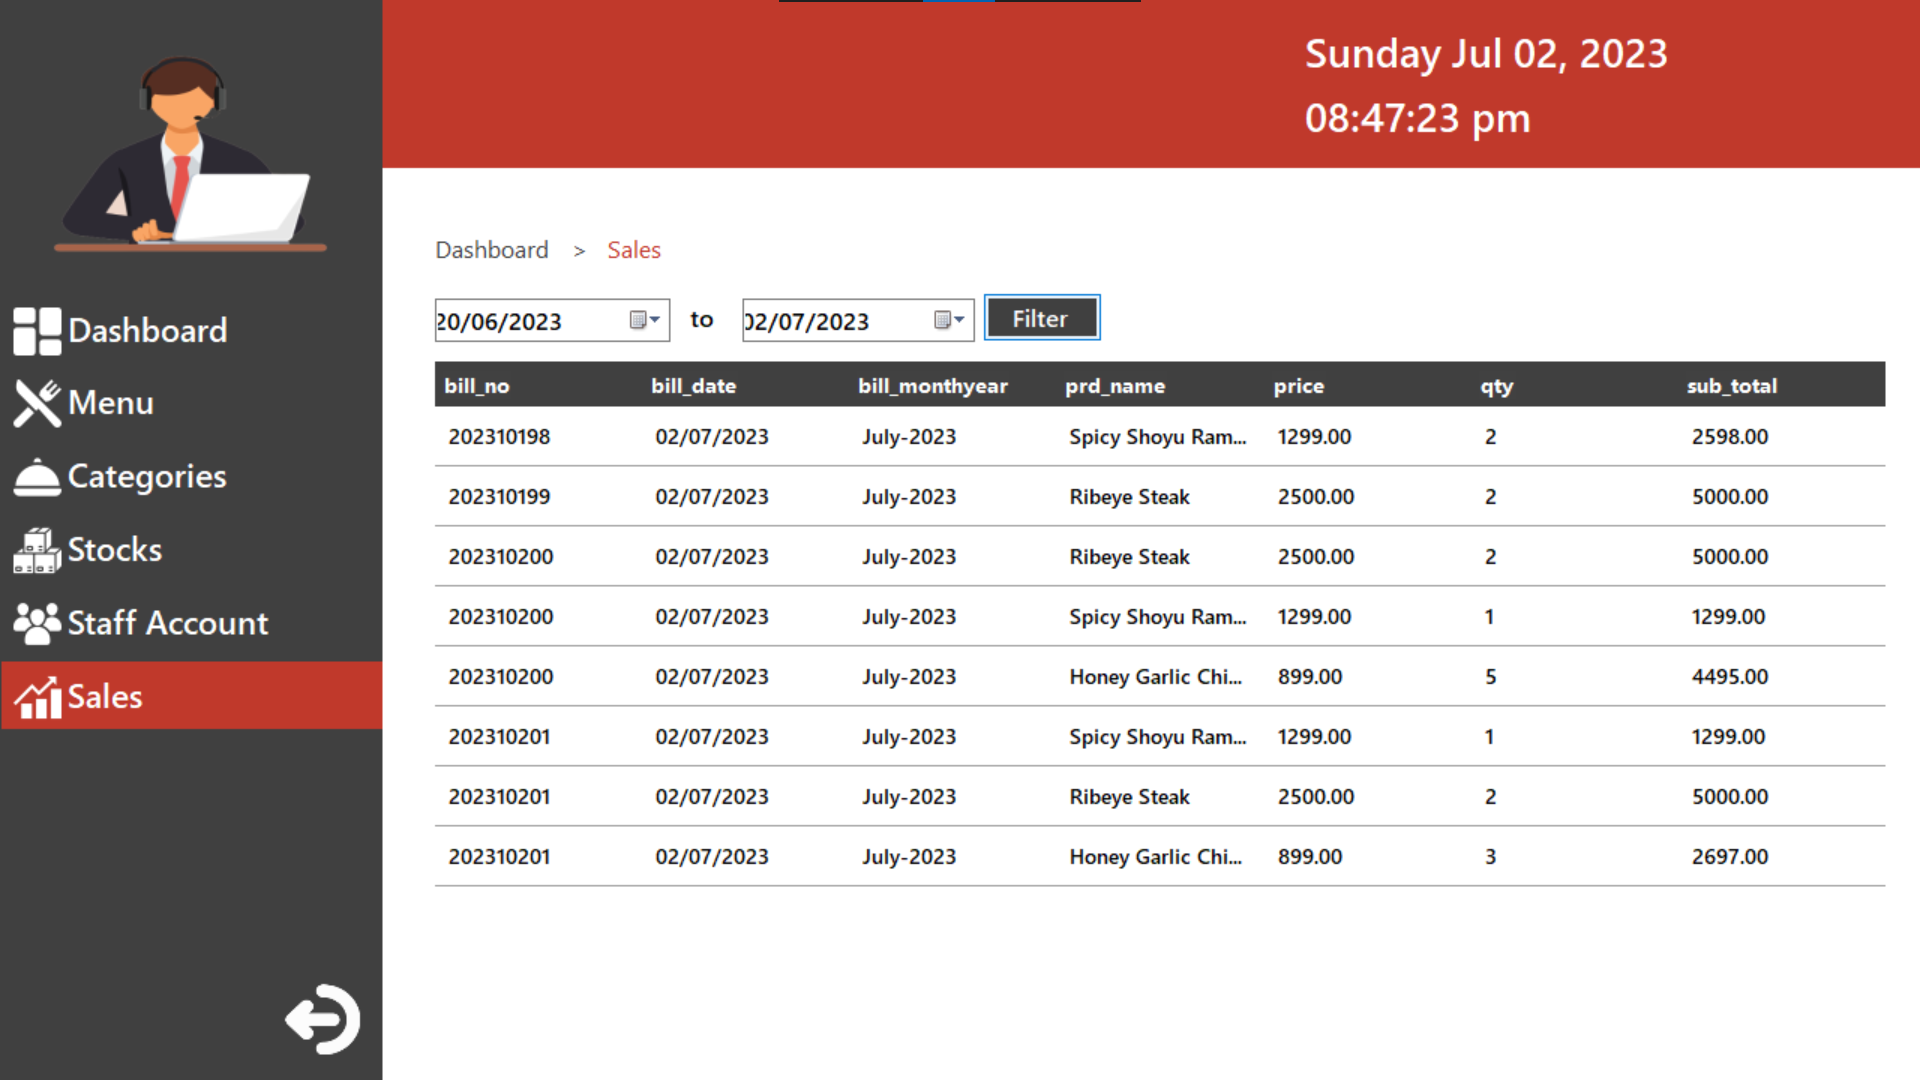 Sunday Jul 02, 2023
08:47:23 pm
Dashboard
Menu
Categories
Stocks
Staff Account
Sales
Dashboard > Sales
20/06/2023 to 02/07/2023 Filter
bill_no bill_date bill_monthyear prd_name price qty sub_total
202310198 02/07/2023 July-2023 Spicy Shoyu Ram... 1299.00 2 2598.00
202310199 02/07/2023 July-2023 Ribeye Steak 2500.00 2 5000.00
202310200 02/07/2023 July-2023 Ribeye Steak 2500.00 2 5000.00
202310200 02/07/2023 July-2023 Spicy Shoyu Ram... 1299.00 1 1299.00
202310200 02/07/2023 July-2023 Honey Garlic Chi... 899.00 5 4495.00
202310201 02/07/2023 July-2023 Spicy Shoyu Ram... 1299.00 1 1299.00
202310201 02/07/2023 July-2023 Ribeye Steak 2500.00 2 5000.00
202310201 02/07/2023 July-2023 Honey Garlic Chi... 899.00 3 2697.00